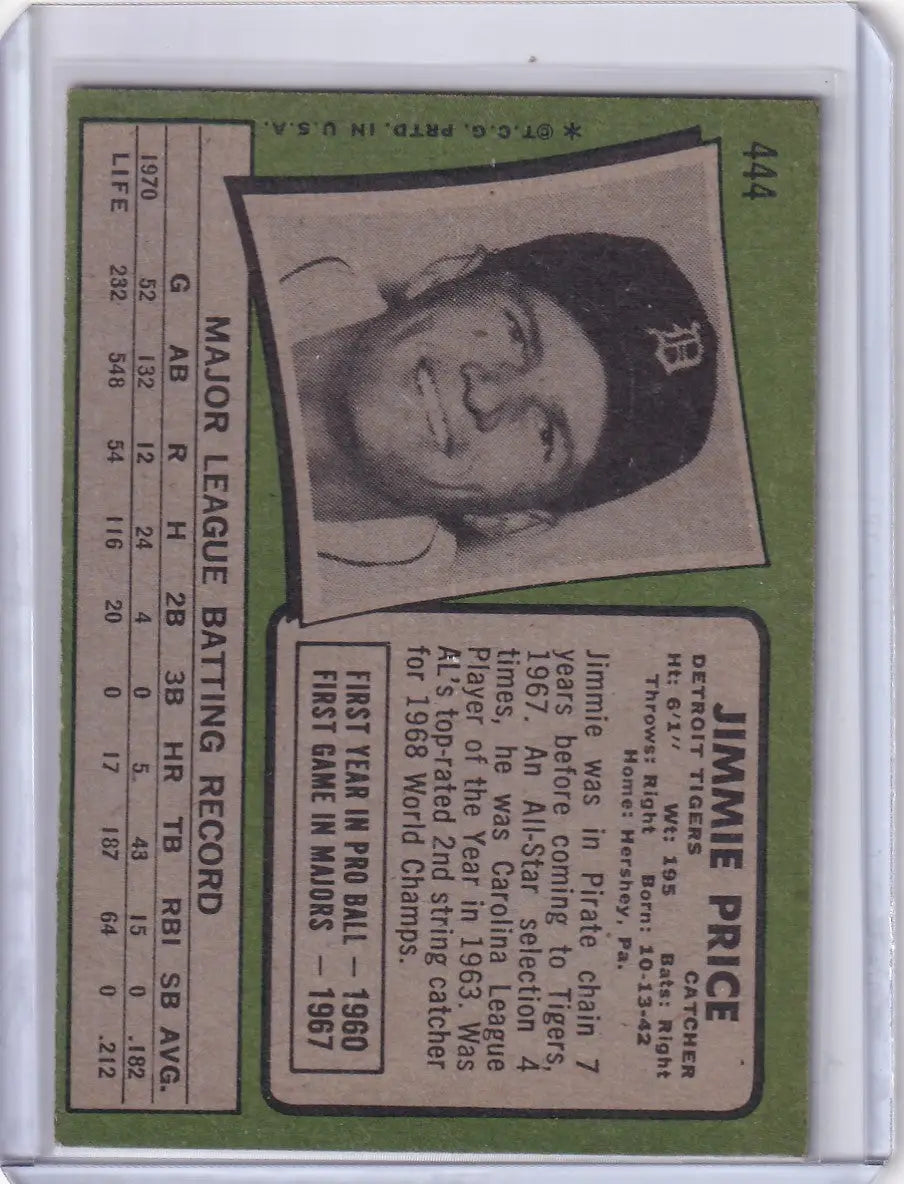 444
*©T.C.G. PRTD. IN U.S.A.
D
JIMMIE PRICE
DETROIT TIGERS CATCHER
Ht: 6'1" Wt: 195 Bats: Right
Throws: Right Born: 10-13-42
Home: Hershey, Pa.
Jimmie was in Pirate chain 7
years before coming to Tigers,
1967. An All-Star selection 4
times, he was Carolina League
Player of the Year in 1963. Was
AL's top-rated 2nd string catcher
for 1968 World Champs.
FIRST YEAR IN PRO BALL — 1960
FIRST GAME IN MAJORS — 1967
MAJOR LEAGUE BATTING RECORD
G AB R H 2B 3B HR TB RBI SB AVG.
1970 52 132 12 24 4 0 5 43 15 0 .182
LIFE 232 548 54 116 20 0 17 187 64 0 .212